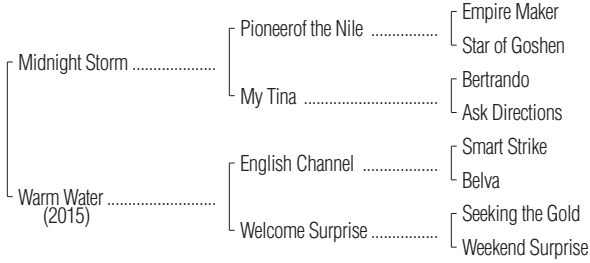 Empire Maker
Pioneerof the Nile ................
Star of Goshen
Midnight Storm ....................
Bertrando
My Tina ................................
Ask Directions
Smart Strike
English Channel ..................
Belva
Warm Water ..........................
(2015)
Seeking the Gold
Welcome Surprise ................
Weekend Surprise